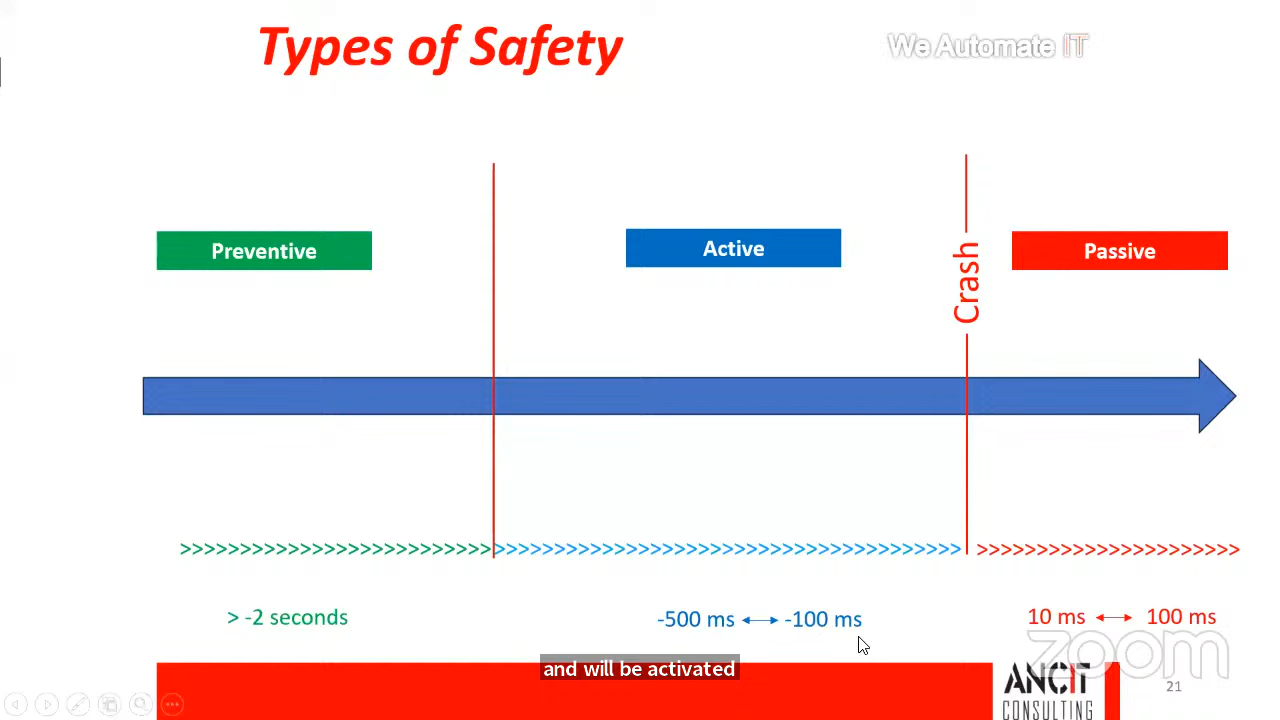 Types of Safety
We Automate IT
Preventive
Active
Passive
Crash
>>>>>>>>>>>>>>>>>>>>>>>>>>
>>>>>>>>>>>>>>>>>>>>>>>>>>>>>>>>>>>>>>>
>>>>>>>>>>>>>>>>>>>>>>
> -2 seconds
-500 ms ↔ -100 ms
10 ms ↔ 100 ms
zoom
and will be activated
ANCIT
CONSULTING
21